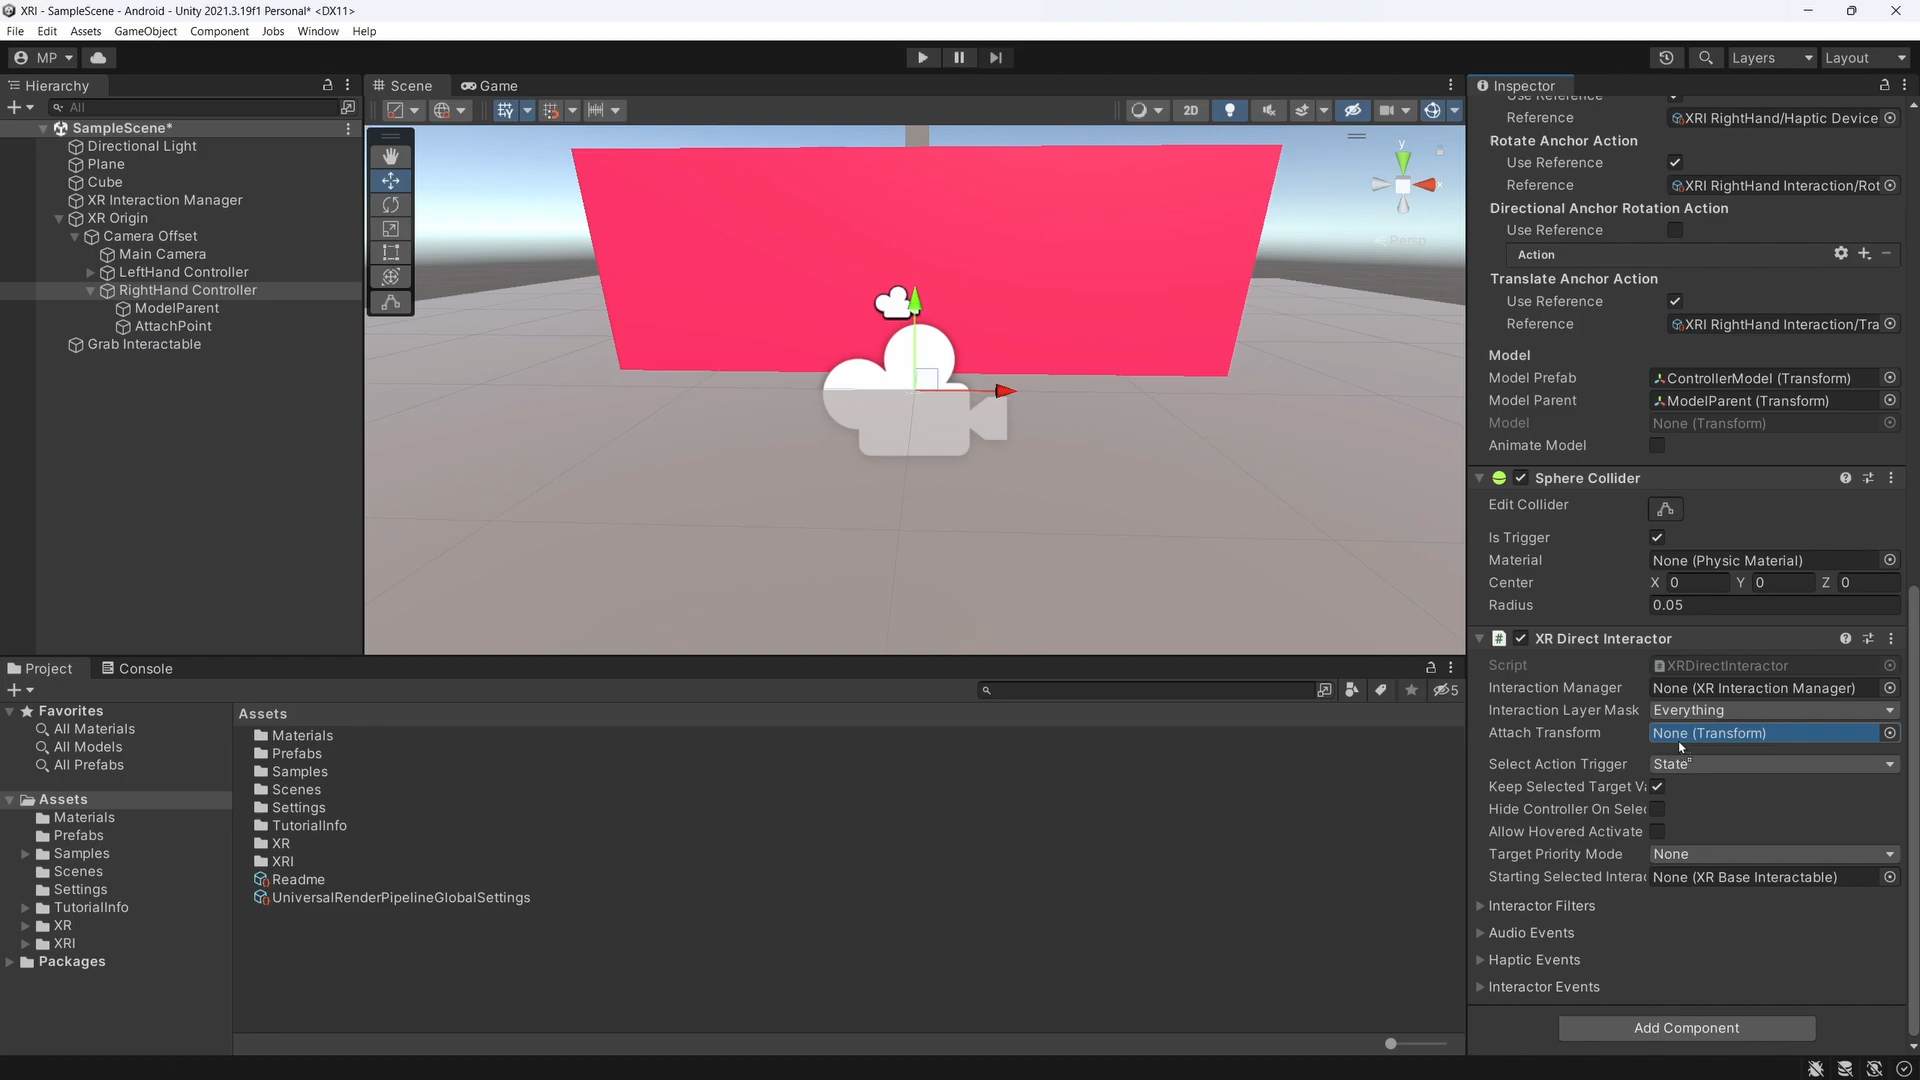 XRI - SampleScene - Android - Unity 2021.3.19f1 Personal* <DX11>
File Edit Assets GameObject Component Jobs Window Help
MP
Layers
Layout
Hierarchy
All
SampleScene*
Directional Light
Plane
Cube
XR Interaction Manager
XR Origin
Camera Offset
Main Camera
LeftHand Controller
RightHand Controller
ModelParent
AttachPoint
Grab Interactable
Scene
Game
2D
y
x
Persp
Inspector
Use Reference
Reference XRI RightHand/Haptic Device
Rotate Anchor Action
Use Reference
Reference XRI RightHand Interaction/Rot
Directional Anchor Rotation Action
Use Reference
Action
Translate Anchor Action
Use Reference
Reference XRI RightHand Interaction/Tra
Model
Model Prefab ControllerModel (Transform)
Model Parent ModelParent (Transform)
Model None (Transform)
Animate Model
Sphere Collider
Edit Collider
Is Trigger
Material None (Physic Material)
Center X 0 Y 0 Z 0
Radius 0.05
XR Direct Interactor
Script XRDirectInteractor
Interaction Manager None (XR Interaction Manager)
Interaction Layer Mask Everything
Attach Transform None (Transform)
Select Action Trigger State
Keep Selected Target Va
Hide Controller On Selec
Allow Hovered Activate
Target Priority Mode None
Starting Selected Interac None (XR Base Interactable)
Interactor Filters
Audio Events
Haptic Events
Interactor Events
Add Component
Project
Console
5
Favorites
All Materials
All Models
All Prefabs
Assets
Materials
Prefabs
Samples
Scenes
Settings
TutorialInfo
XR
XRI
Packages
Assets
Materials
Prefabs
Samples
Scenes
Settings
TutorialInfo
XR
XRI
Readme
UniversalRenderPipelineGlobalSettings